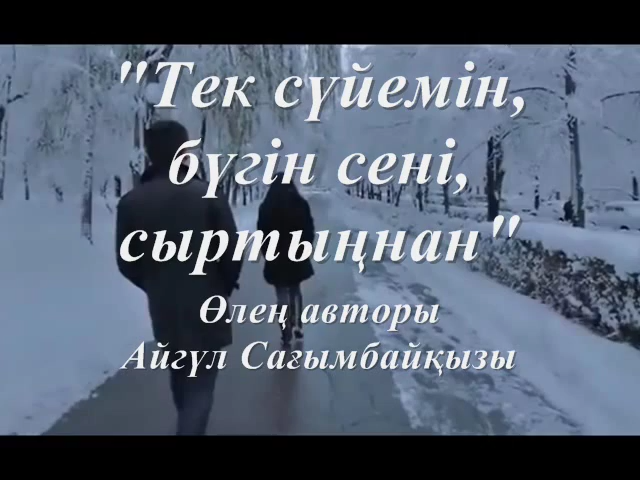 "Тек сүйемін,
бүгін сені,
сыртыңнан"
Өлең авторы
Айгүл Сағымбайқызы